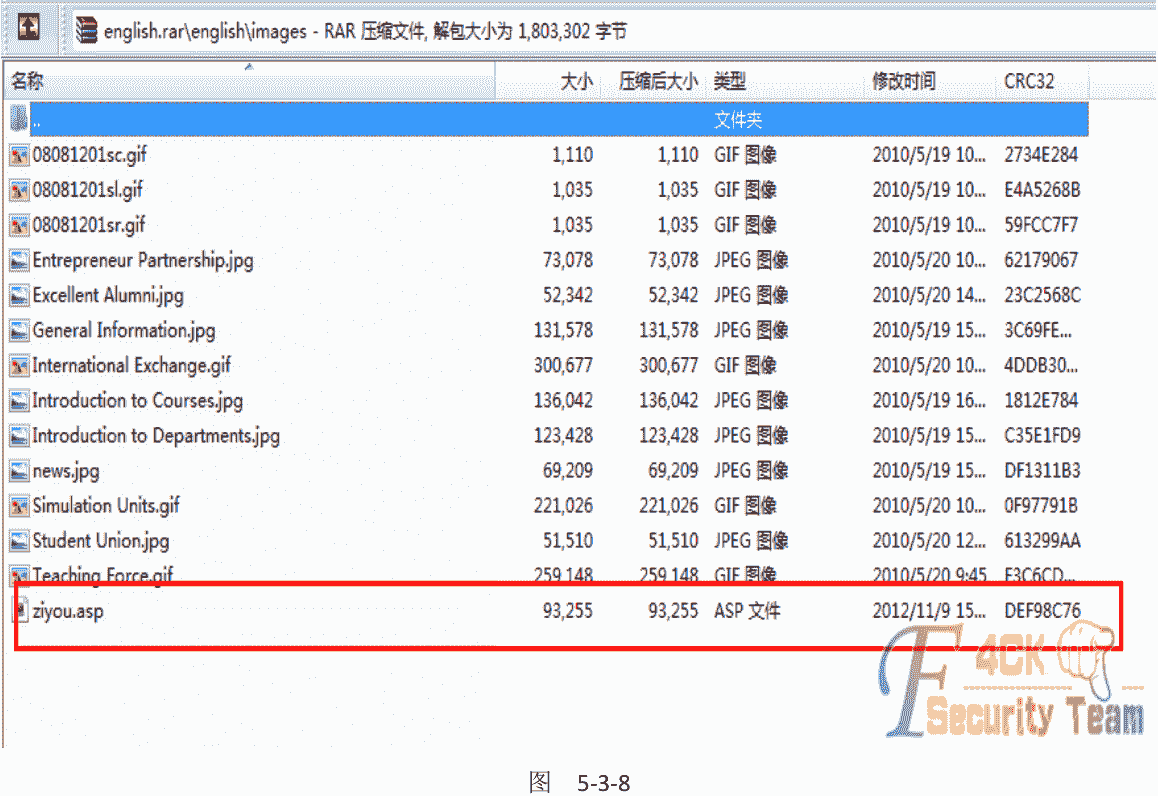 english.rar\english\images - RAR 压缩文件, 解包大小为 1,803,302 字节
名称 大小 压缩后大小 类型 修改时间 CRC32
.. 文件夹
08081201sc.gif 1,110 1,110 GIF 图像 2010/5/19 10... 2734E284
08081201sl.gif 1,035 1,035 GIF 图像 2010/5/19 10... E4A5268B
08081201sr.gif 1,035 1,035 GIF 图像 2010/5/19 10... 59FCC7F7
Entrepreneur Partnership.jpg 73,078 73,078 JPEG 图像 2010/5/20 10... 62179067
Excellent Alumni.jpg 52,342 52,342 JPEG 图像 2010/5/20 14... 23C2568C
General Information.jpg 131,578 131,578 JPEG 图像 2010/5/19 15... 3C69FE...
International Exchange.gif 300,677 300,677 GIF 图像 2010/5/20 10... 4DDB30...
Introduction to Courses.jpg 136,042 136,042 JPEG 图像 2010/5/19 16... 1812E784
Introduction to Departments.jpg 123,428 123,428 JPEG 图像 2010/5/19 15... C35E1FD9
news.jpg 69,209 69,209 JPEG 图像 2010/5/19 15... DF1311B3
Simulation Units.gif 221,026 221,026 GIF 图像 2010/5/20 10... 0F97791B
Student Union.jpg 51,510 51,510 JPEG 图像 2010/5/20 12... 613299AA
Teaching Force.gif 259,148 259,148 GIF 图像 2010/5/20 9:45 F3C6CD...
ziyou.asp 93,255 93,255 ASP 文件 2012/11/9 15... DEF98C76
F4CK
Security Team
图 5-3-8